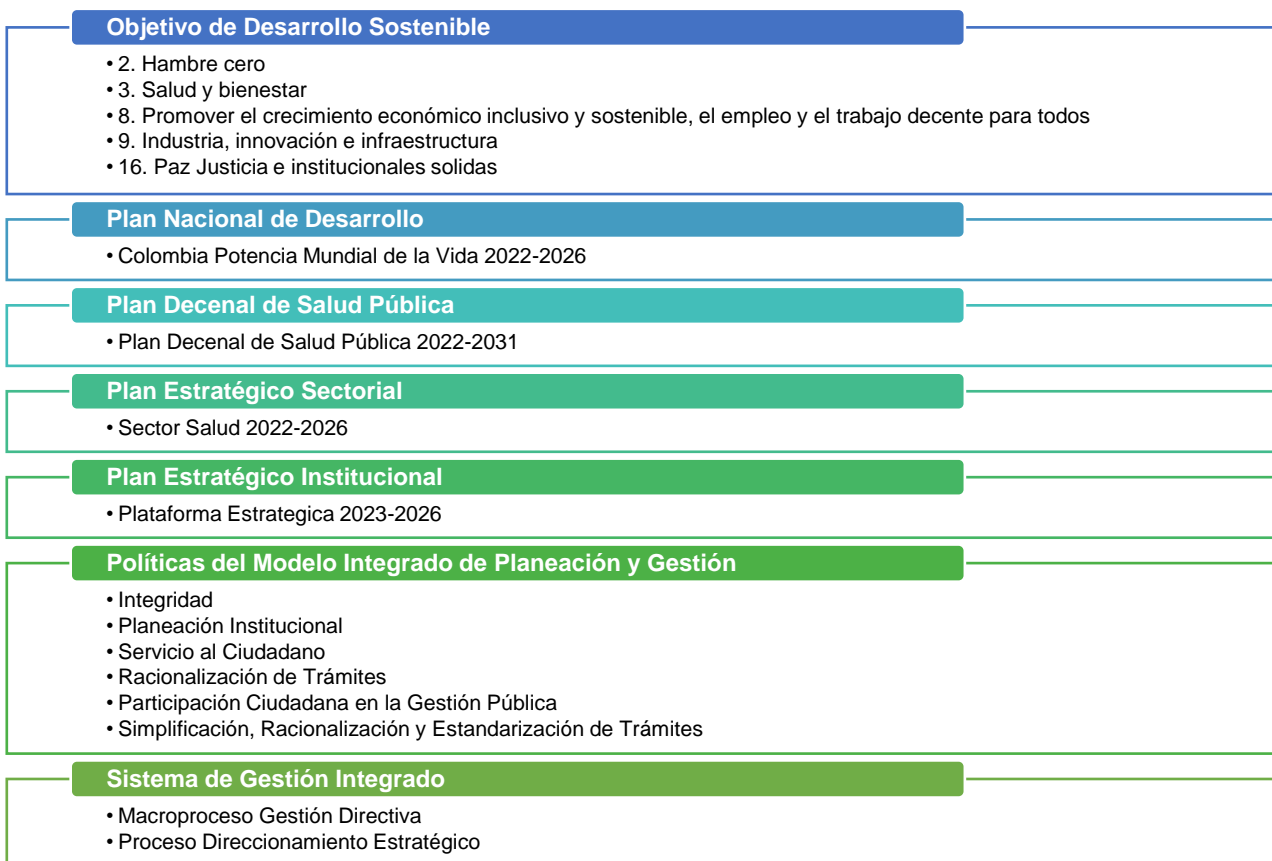 Objetivo de Desarrollo Sostenible
• 2. Hambre cero
• 3. Salud y bienestar
• 8. Promover el crecimiento económico inclusivo y sostenible, el empleo y el trabajo decente para todos
• 9. Industria, innovación e infraestructura
• 16. Paz Justicia e institucionales solidas
Plan Nacional de Desarrollo
• Colombia Potencia Mundial de la Vida 2022-2026
Plan Decenal de Salud Pública
• Plan Decenal de Salud Pública 2022-2031
Plan Estratégico Sectorial
• Sector Salud 2022-2026
Plan Estratégico Institucional
• Plataforma Estrategica 2023-2026
Políticas del Modelo Integrado de Planeación y Gestión
• Integridad
• Planeación Institucional
• Servicio al Ciudadano
• Racionalización de Trámites
• Participación Ciudadana en la Gestión Pública
• Simplificación, Racionalización y Estandarización de Trámites
Sistema de Gestión Integrado
• Macroproceso Gestión Directiva
• Proceso Direccionamiento Estratégico